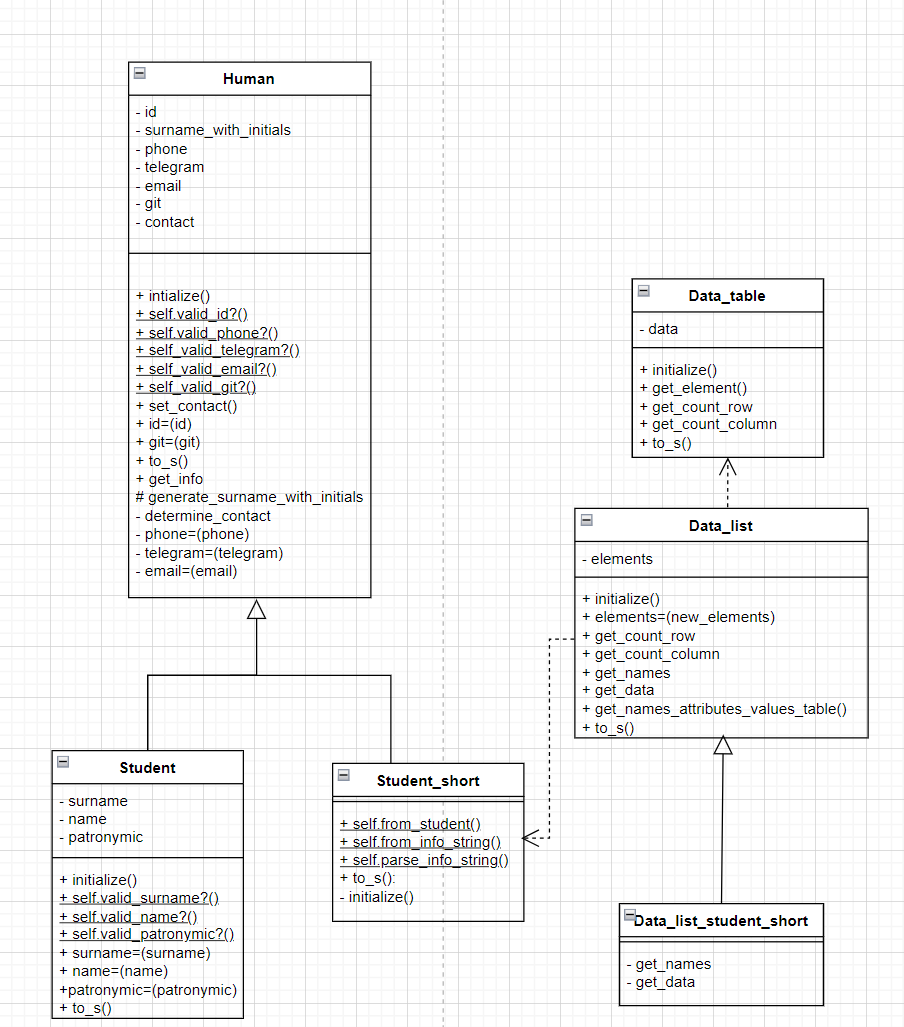 Human
- id
- surname_with_initials
- phone
- telegram
- email
- git
- contact
+ intialize()
+ self.valid_id?()
+ self.valid_phone?()
+ self_valid_telegram?()
+ self_valid_email?()
+ self_valid_git?()
+ set_contact()
+ id=(id)
+ git=(git)
+ to_s()
+ get_info
# generate_surname_with_initials
- determine_contact
- phone=(phone)
- telegram=(telegram)
- email=(email)
Data_table
- data
+ initialize()
+ get_element()
+ get_count_row
+ get_count_column
+ to_s()
Data_list
- elements
+ initialize()
+ elements=(new_elements)
+ get_count_row
+ get_count_column
+ get_names
+ get_data
+ get_names_attributes_values_table()
+ to_s()
Student
- surname
- name
- patronymic
+ initialize()
+ self.valid_surname?()
+ self.valid_name?()
+ self.valid_patronymic?()
+ surname=(surname)
+ name=(name)
+patronymic=(patronymic)
+ to_s()
Student_short
+ self.from_student()
+ self.from_info_string()
+ self.parse_info_string()
+ to_s():
- initialize()
Data_list_student_short
- get_names
- get_data